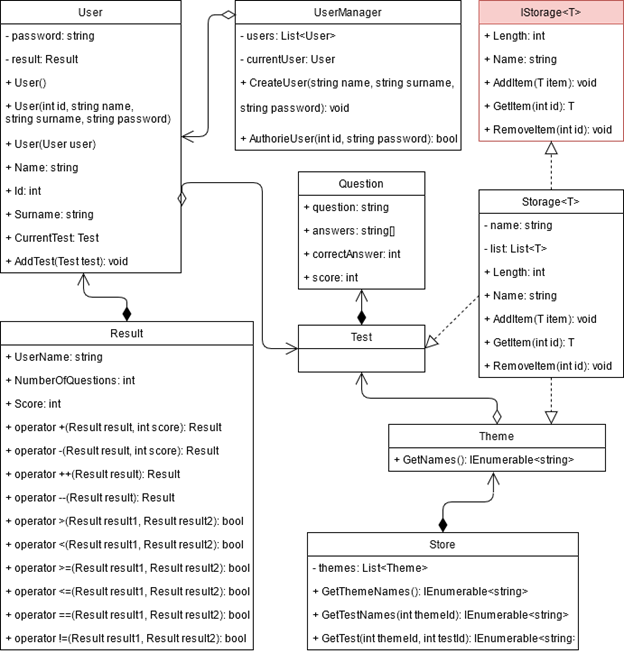 User
- password: string
- result: Result
+ User()
+ User(int id, string name,
string surname, string password)
+ User(User user)
+ Name: string
+ Id: int
+ Surname: string
+ CurrentTest: Test
+ AddTest(Test test): void
UserManager
- users: List<User>
- currentUser: User
+ CreateUser(string name, string surname,
string password): void
+ AuthorieUser(int id, string password): bool
IStorage<T>
+ Length: int
+ Name: string
+ AddItem(T item): void
+ GetItem(int id): T
+ RemoveItem(int id): void
Question
+ question: string
+ answers: string[]
+ correctAnswer: int
+ score: int
Storage<T>
- name: string
- list: List<T>
+ Length: int
+ Name: string
+ AddItem(T item): void
+ GetItem(int id): T
+ RemoveItem(int id): void
Result
+ UserName: string
+ NumberOfQuestions: int
+ Score: int
+ operator +(Result result, int score): Result
+ operator -(Result result, int score): Result
+ operator ++(Result result): Result
+ operator --(Result result): Result
+ operator >(Result result1, Result result2): bool
+ operator <(Result result1, Result result2): bool
+ operator >=(Result result1, Result result2): bool
+ operator <=(Result result1, Result result2): bool
+ operator ==(Result result1, Result result2): bool
+ operator !=(Result result1, Result result2): bool
Test
Theme
+ GetNames(): IEnumerable<string>
Store
- themes: List<Theme>
+ GetThemeNames(): IEnumerable<string>
+ GetTestNames(int themeId): IEnumerable<string>
+ GetTest(int themeId, int testId): IEnumerable<string>